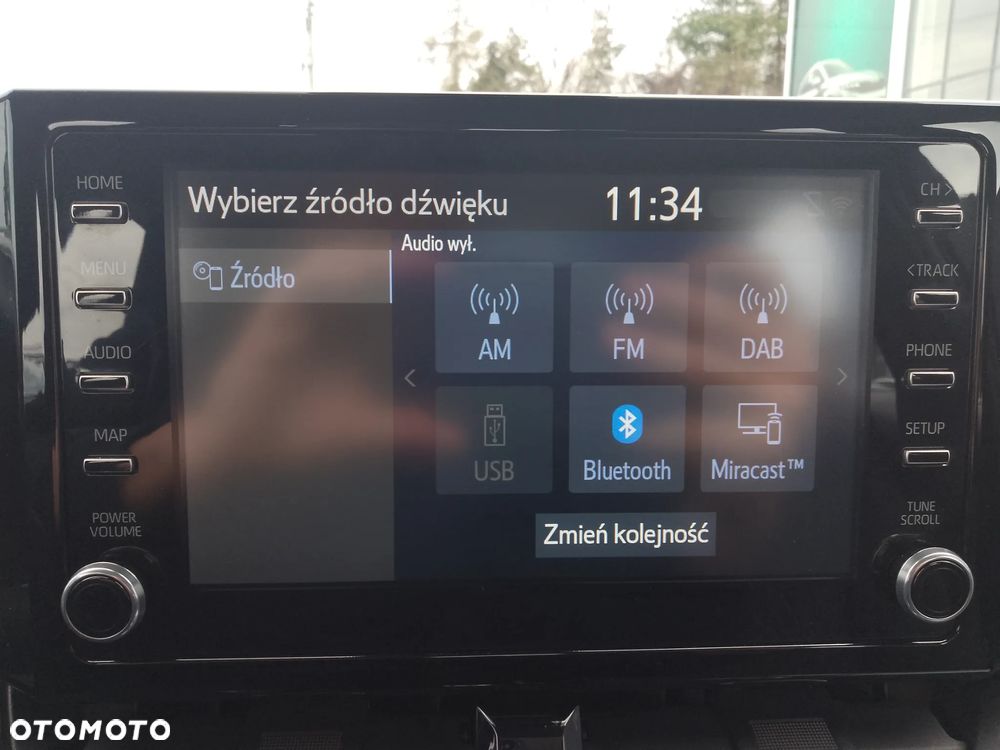 HOME
MENU
AUDIO
MAP
POWER
VOLUME
Wybierz źródło dźwięku
11:34
Audio wył.
Źródło
AM
FM
DAB
USB
Bluetooth
Miracast™
Zmień kolejność
CH >
< TRACK
PHONE
SETUP
TUNE
SCROLL
OTOMOTO